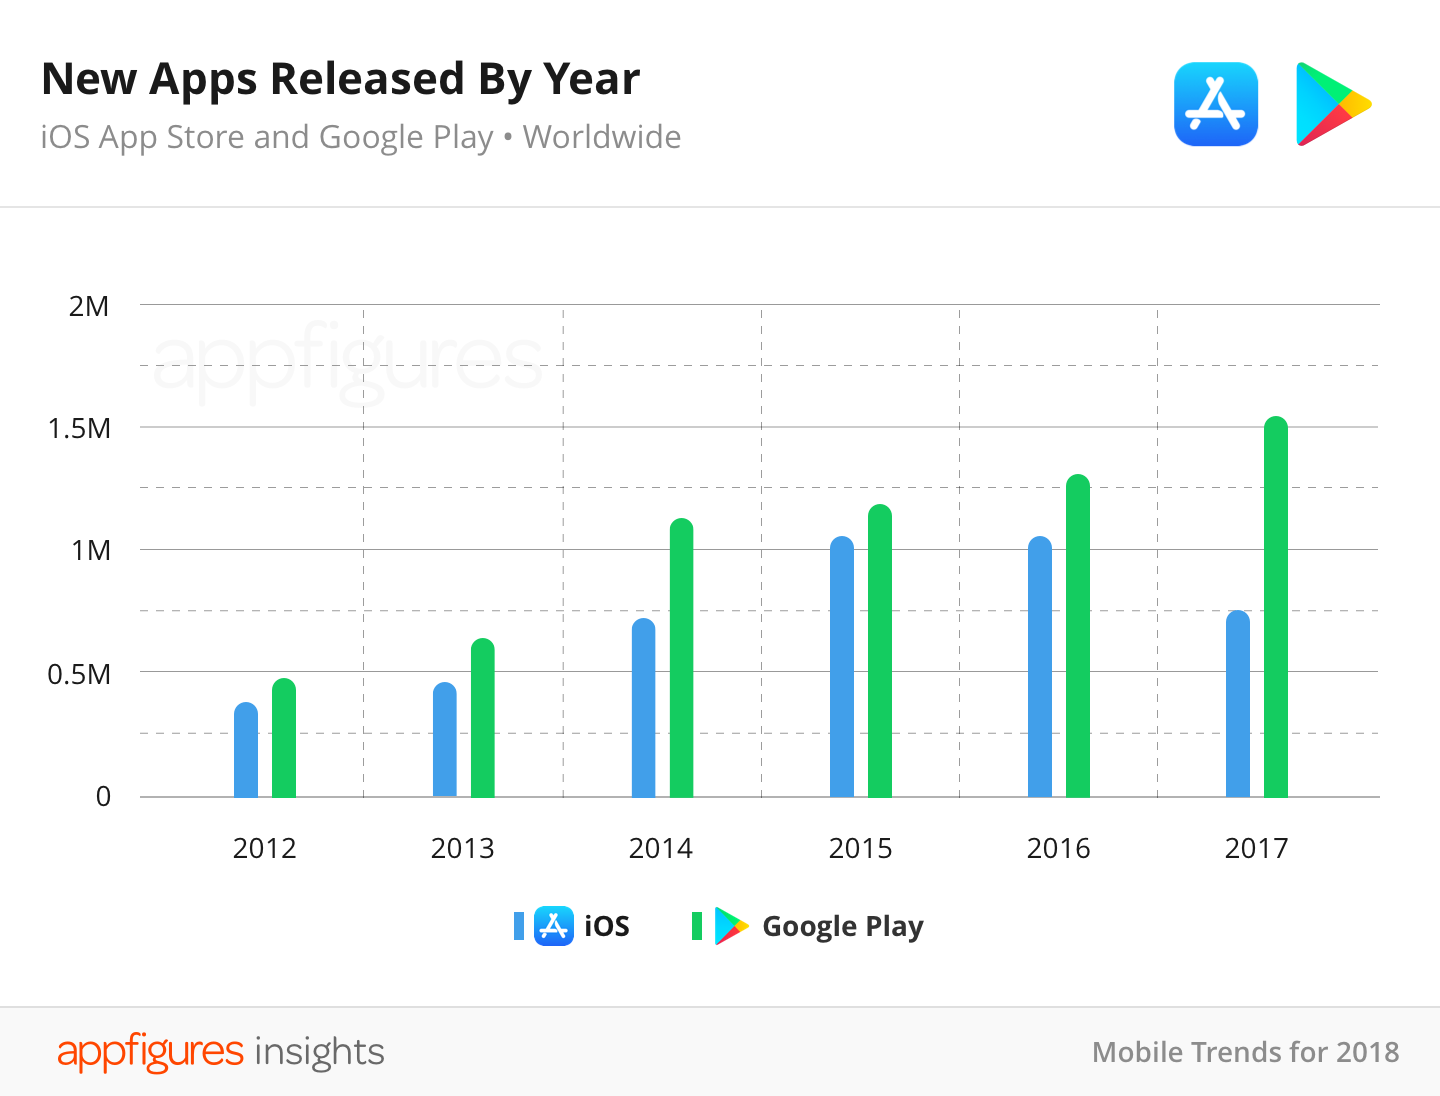 New Apps Released By Year
iOS App Store and Google Play • Worldwide
2M
appfigures
1.5M
1M
0.5M
0
2012 2013 2014 2015 2016 2017
iOS Google Play
appfigures insights Mobile Trends for 2018